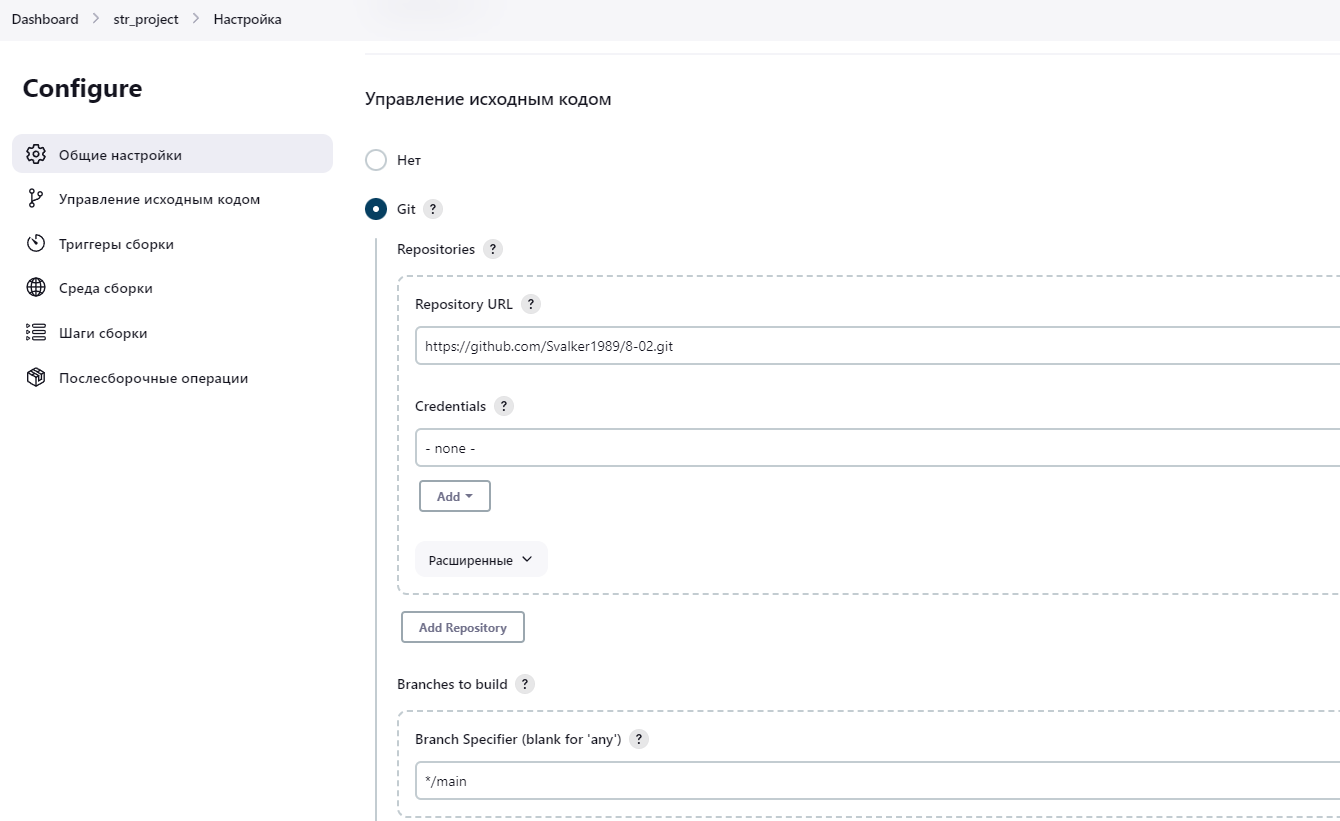 Dashboard > str_project > Настройка
Configure
Общие настройки
Управление исходным кодом
Триггеры сборки
Среда сборки
Шаги сборки
Послесборочные операции
Управление исходным кодом
Нет
Git ?
Repositories ?
Repository URL ?
https://github.com/Svalker1989/8-02.git
Credentials ?
- none -
Add
Расширенные
Add Repository
Branches to build ?
Branch Specifier (blank for 'any') ?
*/main